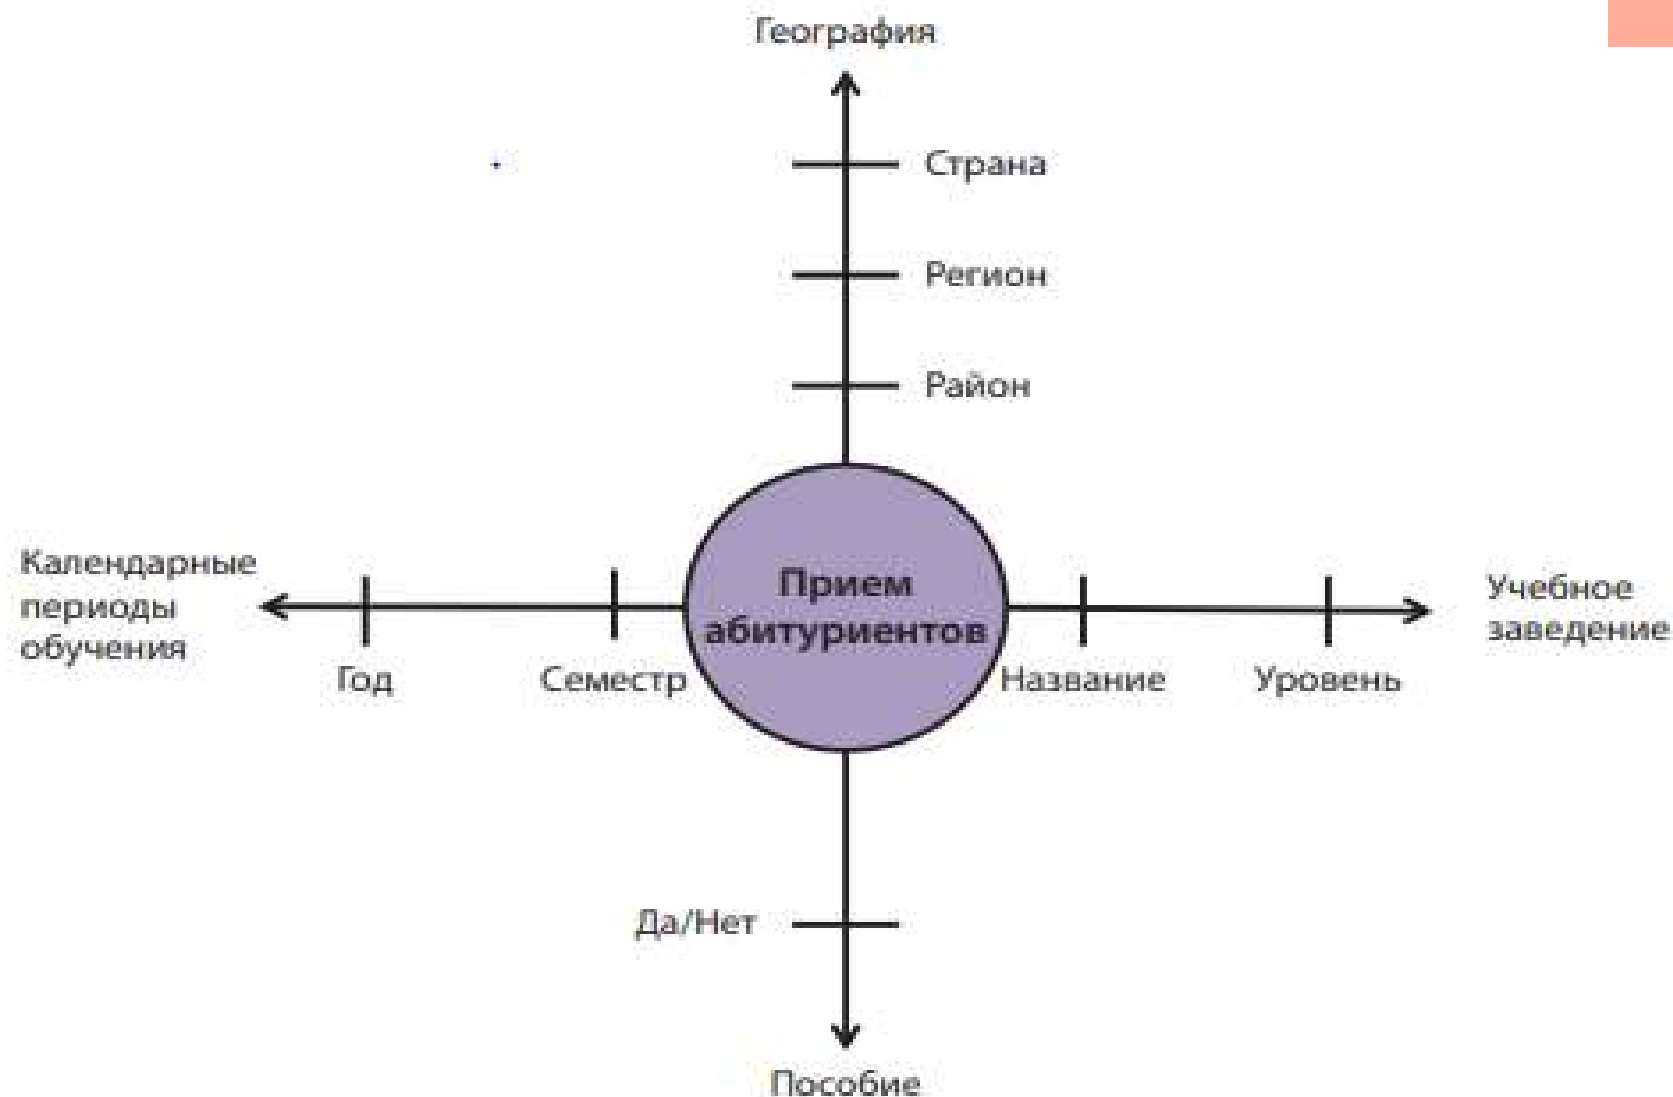 География
Страна
Регион
Район
Календарные
периоды
обучения
Год
Семестр
Прием
абитуриентов
Название
Уровень
Учебное
заведение
Да/Нет
Пособие